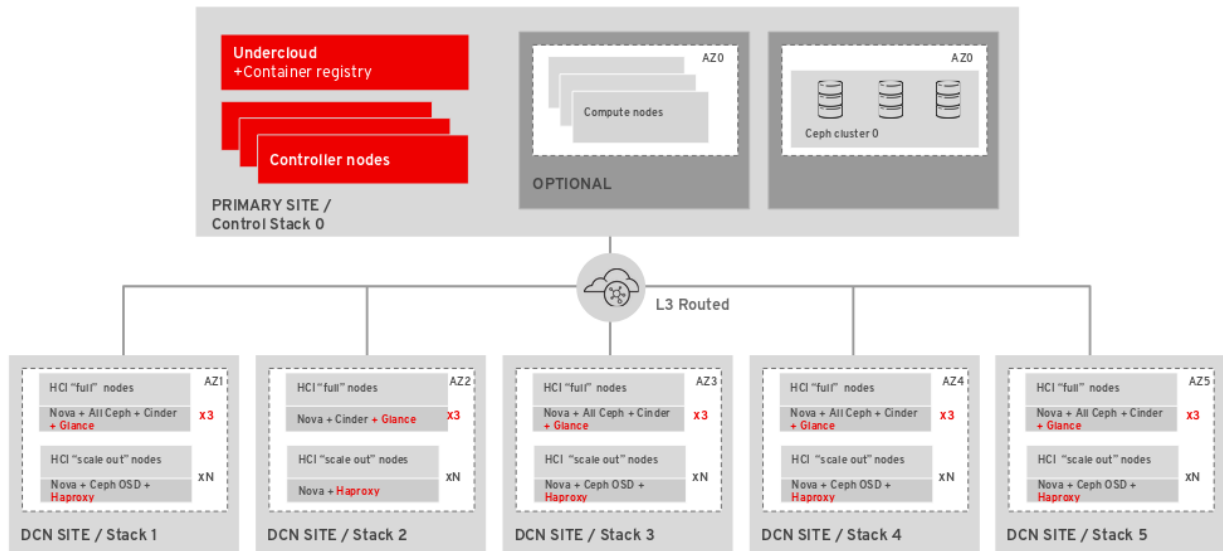 Undercloud
+Container registry
Controller nodes
PRIMARY SITE /
Control Stack 0
AZ0
Compute nodes
OPTIONAL
AZ0
Ceph cluster 0
L3 Routed
HCI "full" nodes
AZ1
Nova + All Ceph + Cinder
+ Glance
x3
HCI "scale out" nodes
Nova + Ceph OSD +
Haproxy
xN
DCN SITE / Stack 1
HCI "full" nodes
AZ2
Nova + Cinder + Glance
x3
HCI "scale out" nodes
Nova + Haproxy
xN
DCN SITE / Stack 2
HCI "full" nodes
AZ3
Nova + All Ceph + Cinder
+ Glance
x3
HCI "scale out" nodes
Nova + Ceph OSD +
Haproxy
xN
DCN SITE / Stack 3
HCI "full" nodes
AZ4
Nova + All Ceph + Cinder
+ Glance
x3
HCI "scale out" nodes
Nova + Ceph OSD +
Haproxy
xN
DCN SITE / Stack 4
HCI "full" nodes
AZ5
Nova + All Ceph + Cinder
+ Glance
x3
HCI "scale out" nodes
Nova + Ceph OSD +
Haproxy
xN
DCN SITE / Stack 5